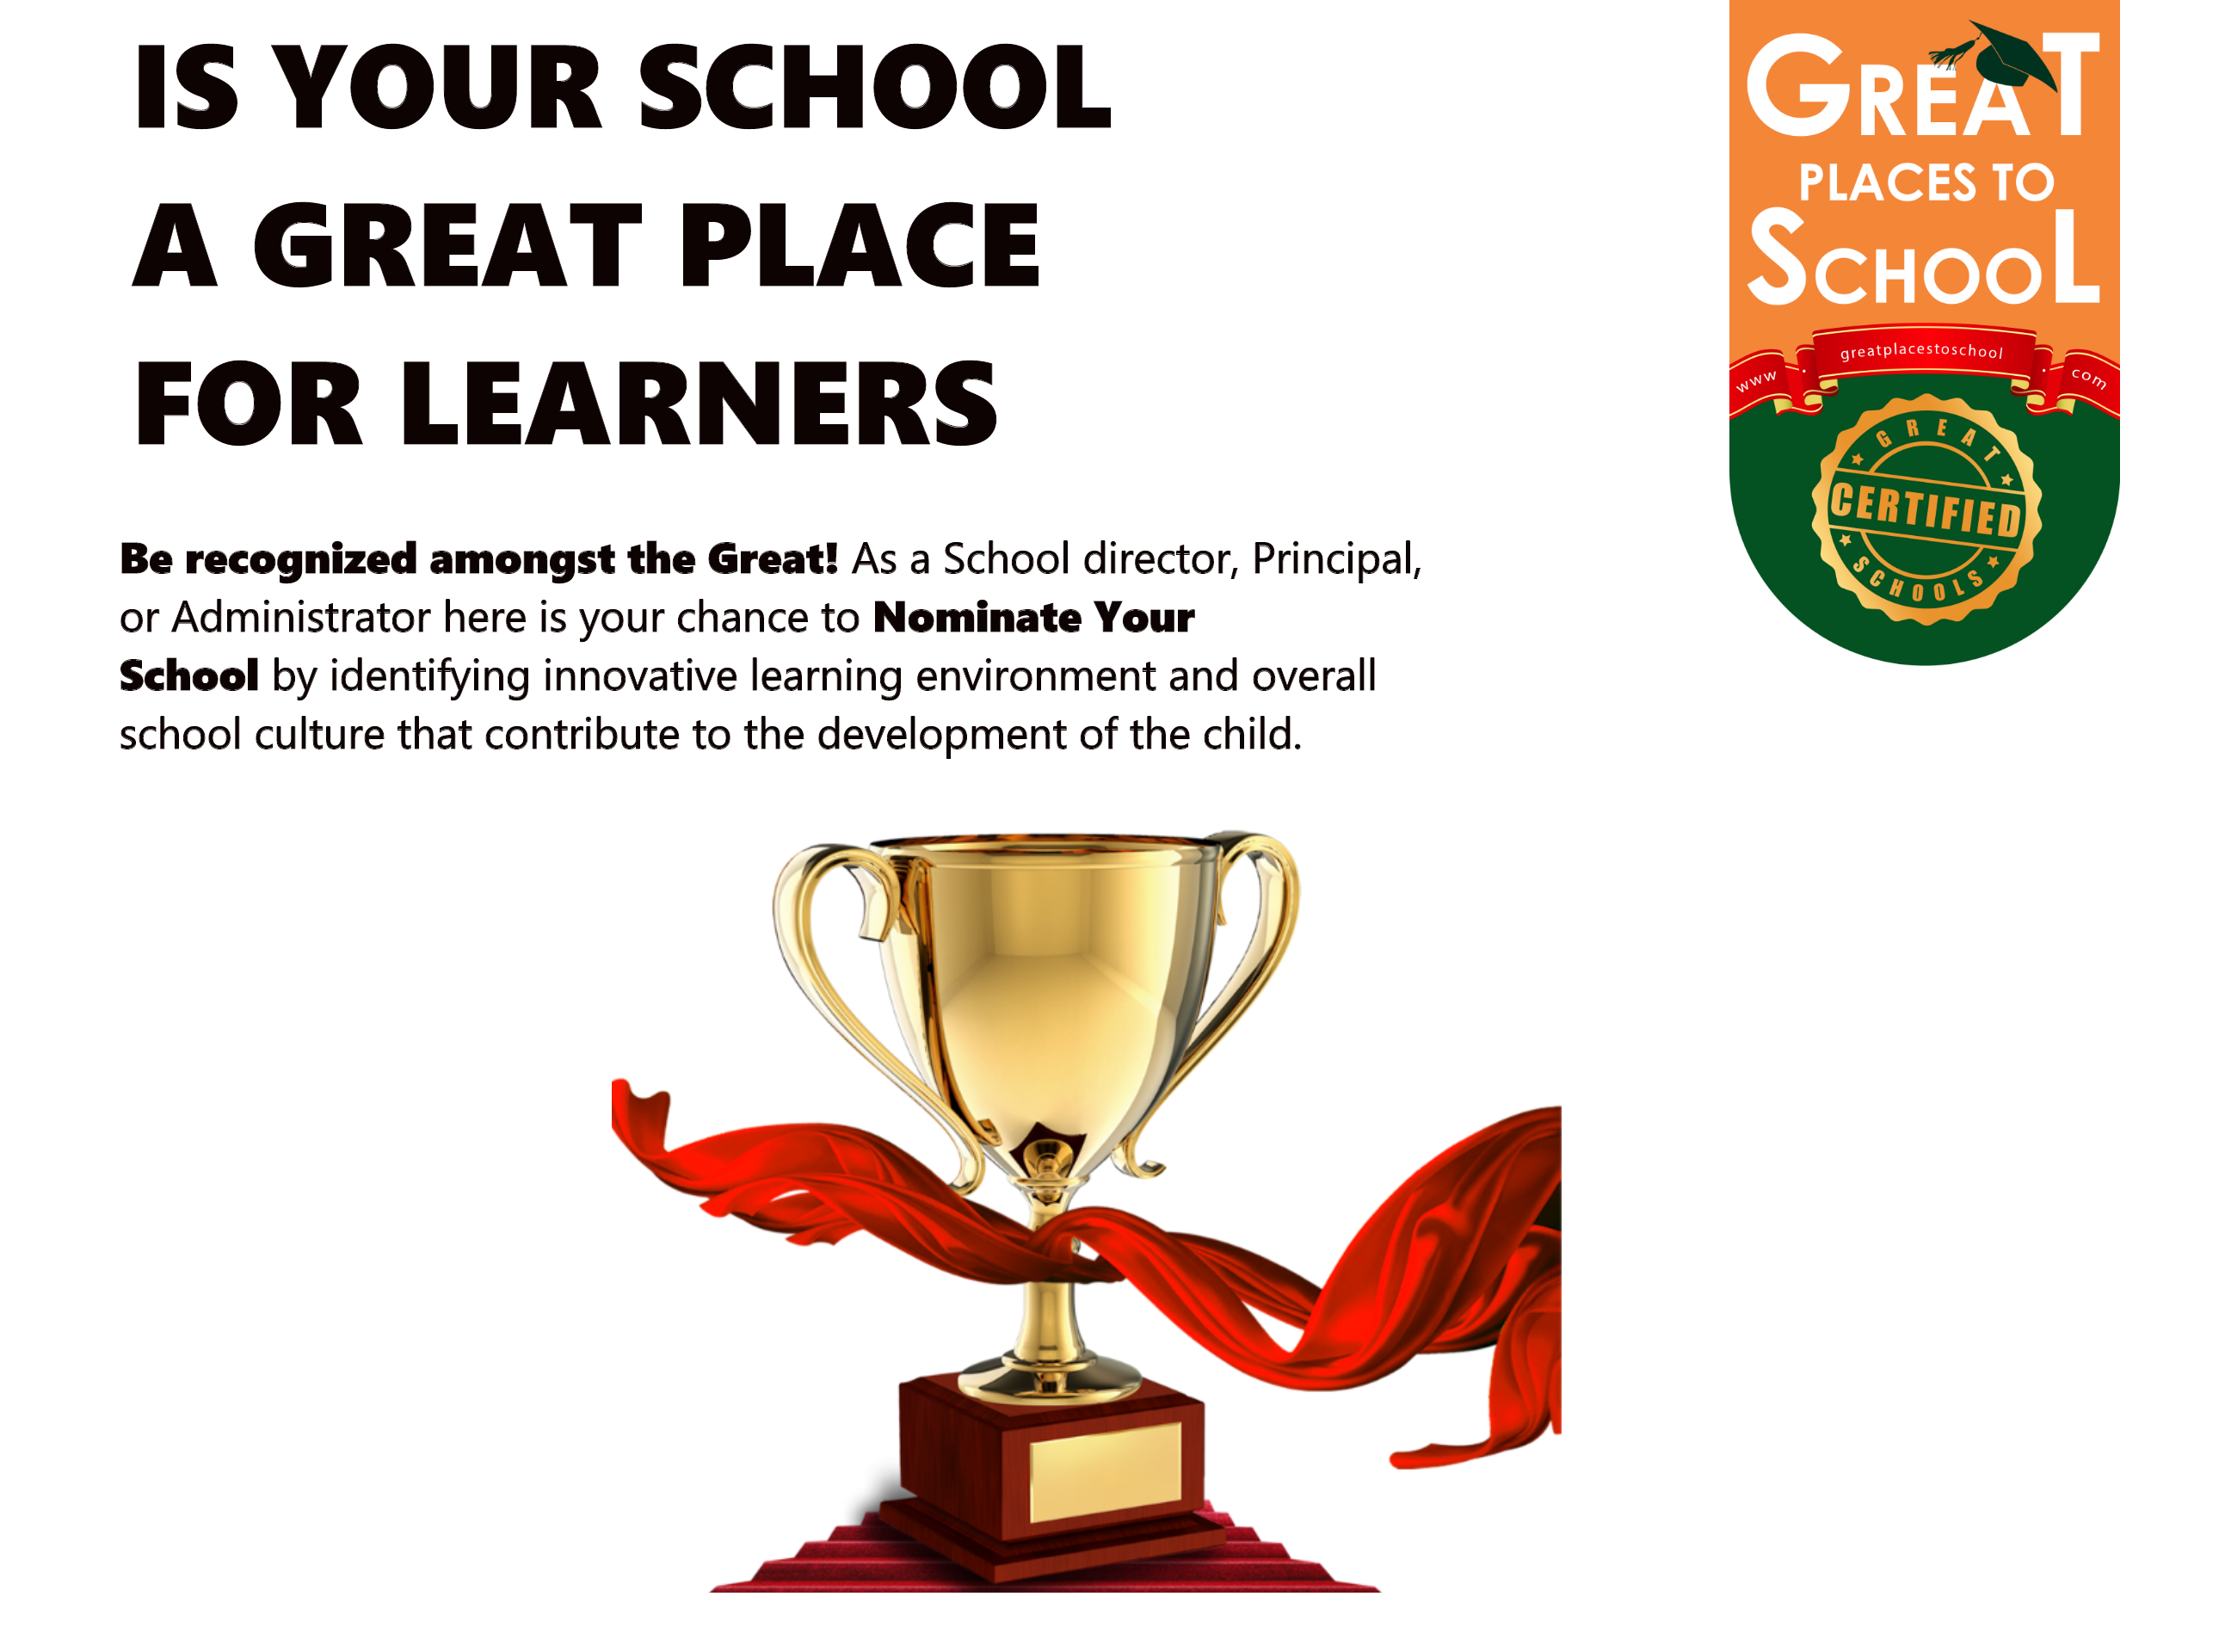 IS YOUR SCHOOL
A GREAT PLACE
FOR LEARNERS
Be recognized amongst the Great! As a School director, Principal,
or Administrator here is your chance to Nominate Your
School by identifying innovative learning environment and overall
school culture that contribute to the development of the child.
GREAT
PLACES TO
SCHOOL
www.greatplacestoschool.com
GREAT
CERTIFIED
SCHOOLS